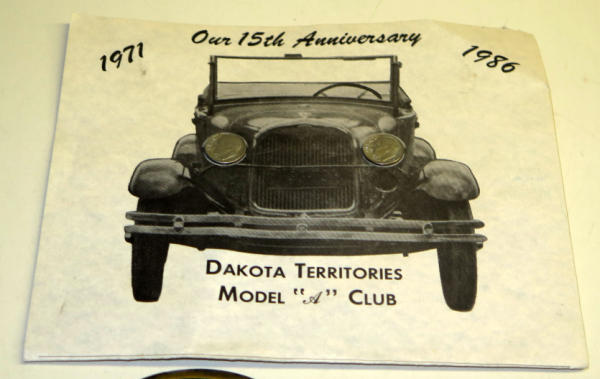 Our 15th Anniversary
1971
1986
DAKOTA TERRITORIES
MODEL "A" CLUB